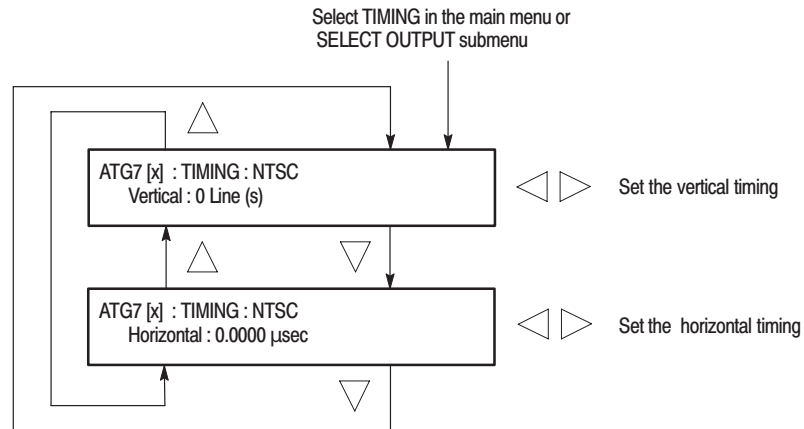 Select TIMING in the main menu or
SELECT OUTPUT submenu
ATG7 [x] : TIMING : NTSC
Vertical : 0 Line (s)
Set the vertical timing
ATG7 [x] : TIMING : NTSC
Horizontal : 0.0000 µsec
Set the horizontal timing